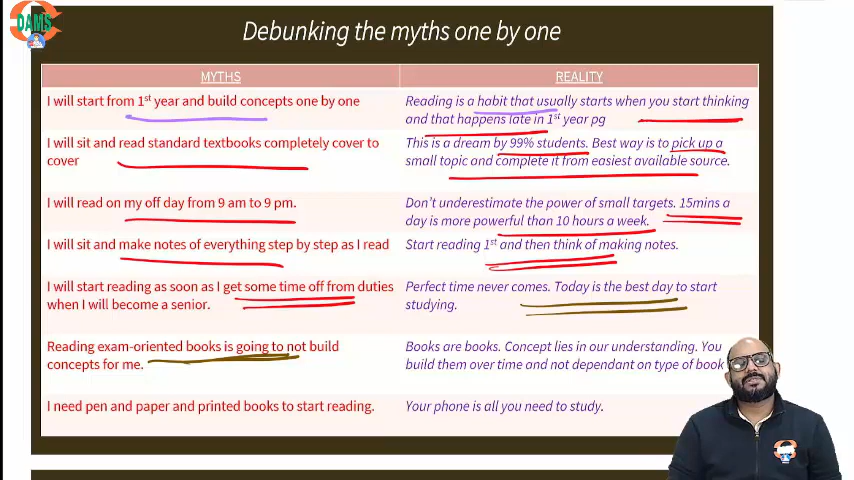 DAMS
Debunking the myths one by one
MYTHS
REALITY
I will start from 1st year and build concepts one by one
Reading is a habit that usually starts when you start thinking
and that happens late in 1st year pg
I will sit and read standard textbooks completely cover to
cover
This is a dream by 99% students. Best way is to pick up a
small topic and complete it from easiest available source.
I will read on my off day from 9 am to 9 pm.
Don't underestimate the power of small targets. 15mins a
day is more powerful than 10 hours a week.
I will sit and make notes of everything step by step as I read
Start reading 1st and then think of making notes.
I will start reading as soon as I get some time off from duties
when I will become a senior.
Perfect time never comes. Today is the best day to start
studying.
Reading exam-oriented books is going to not build
concepts for me.
Books are books. Concept lies in our understanding. You
build them over time and not dependant on type of book
I need pen and paper and printed books to start reading.
Your phone is all you need to study.